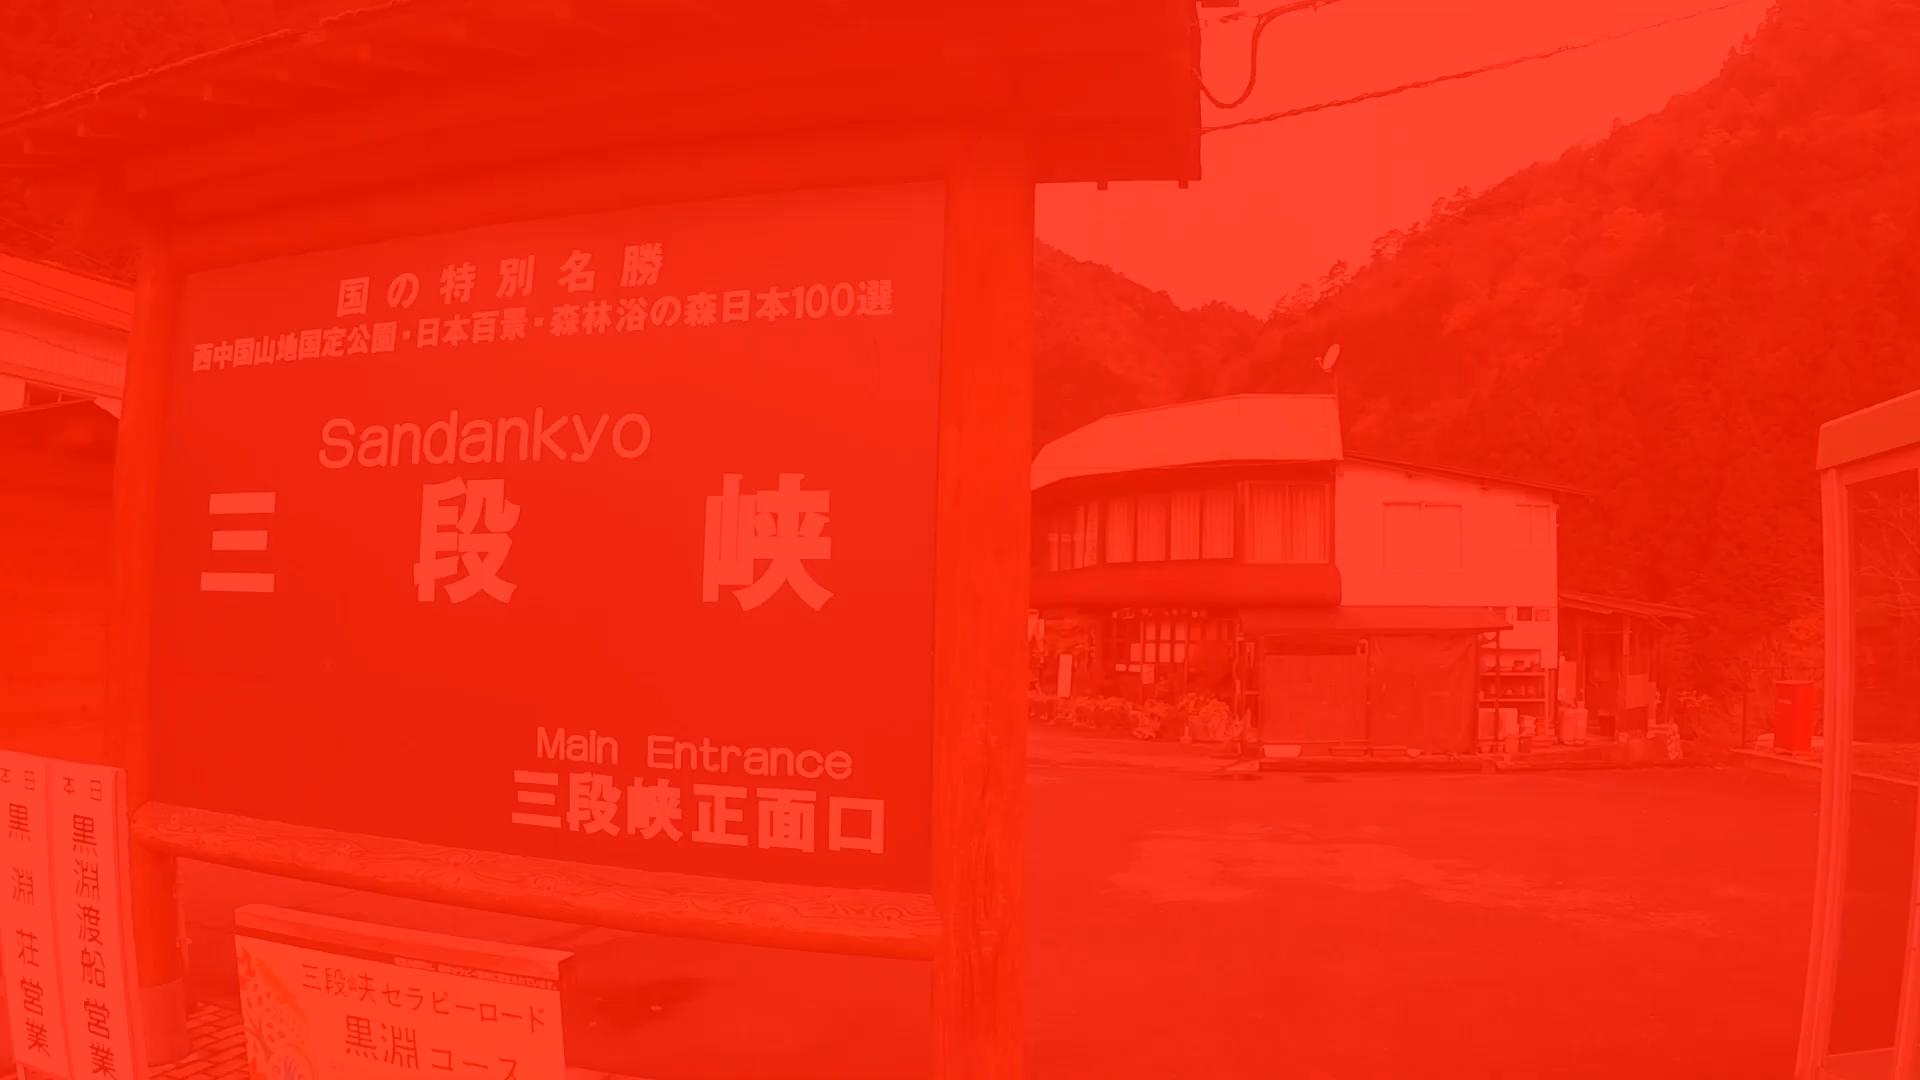 国の特別名勝
西中国山地国定公園・日本百景・森林浴の森日本100選
Sandankyo
三段峡
Main Entrance
三段峡正面口
本日
黒淵荘営業
本日
黒淵渡船営業
三段峡セラピーロード
黒淵コース